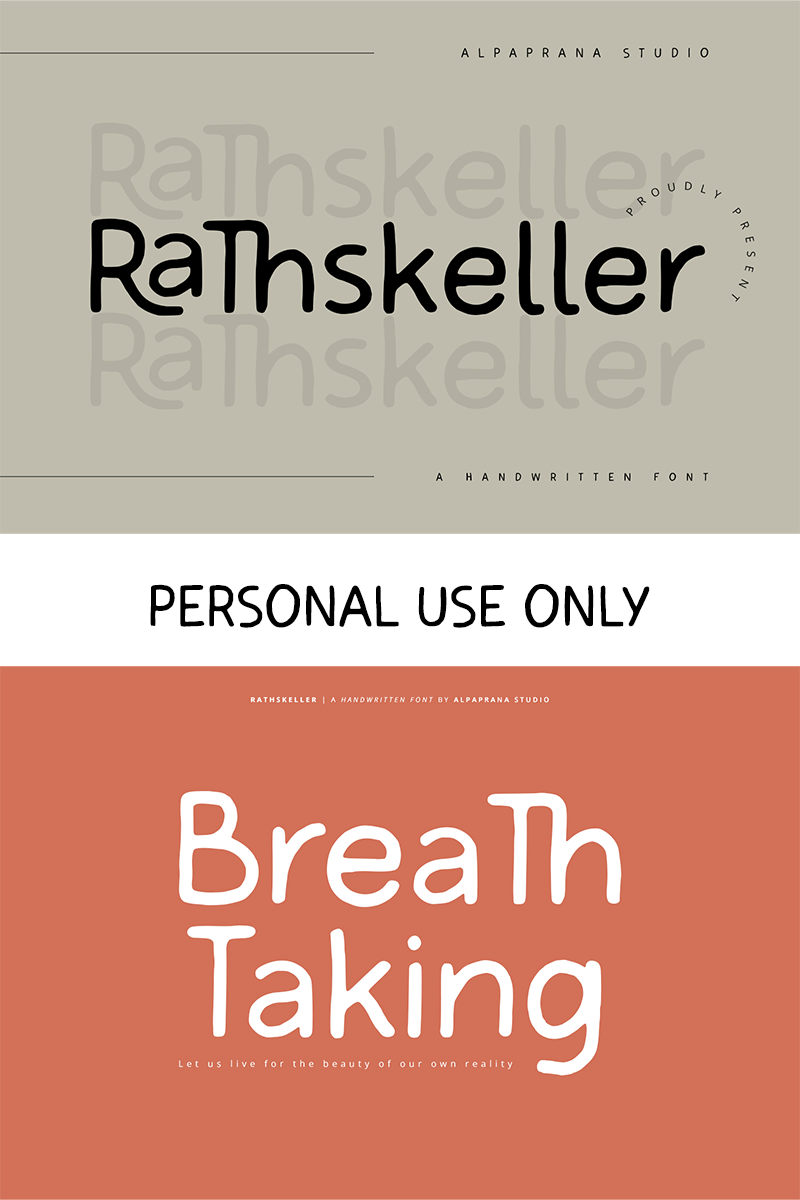 ALPAPRANA STUDIO
Rathskeller
PROUDLY PRESENT
Rathskeller
Rathskeller
A HANDWRITTEN FONT
PERSONAL USE ONLY
RATHSKELLER | A HANDWRITTEN FONT BY ALPAPRANA STUDIO
BreaTh
Taking
Let us live for the beauty of our own reality